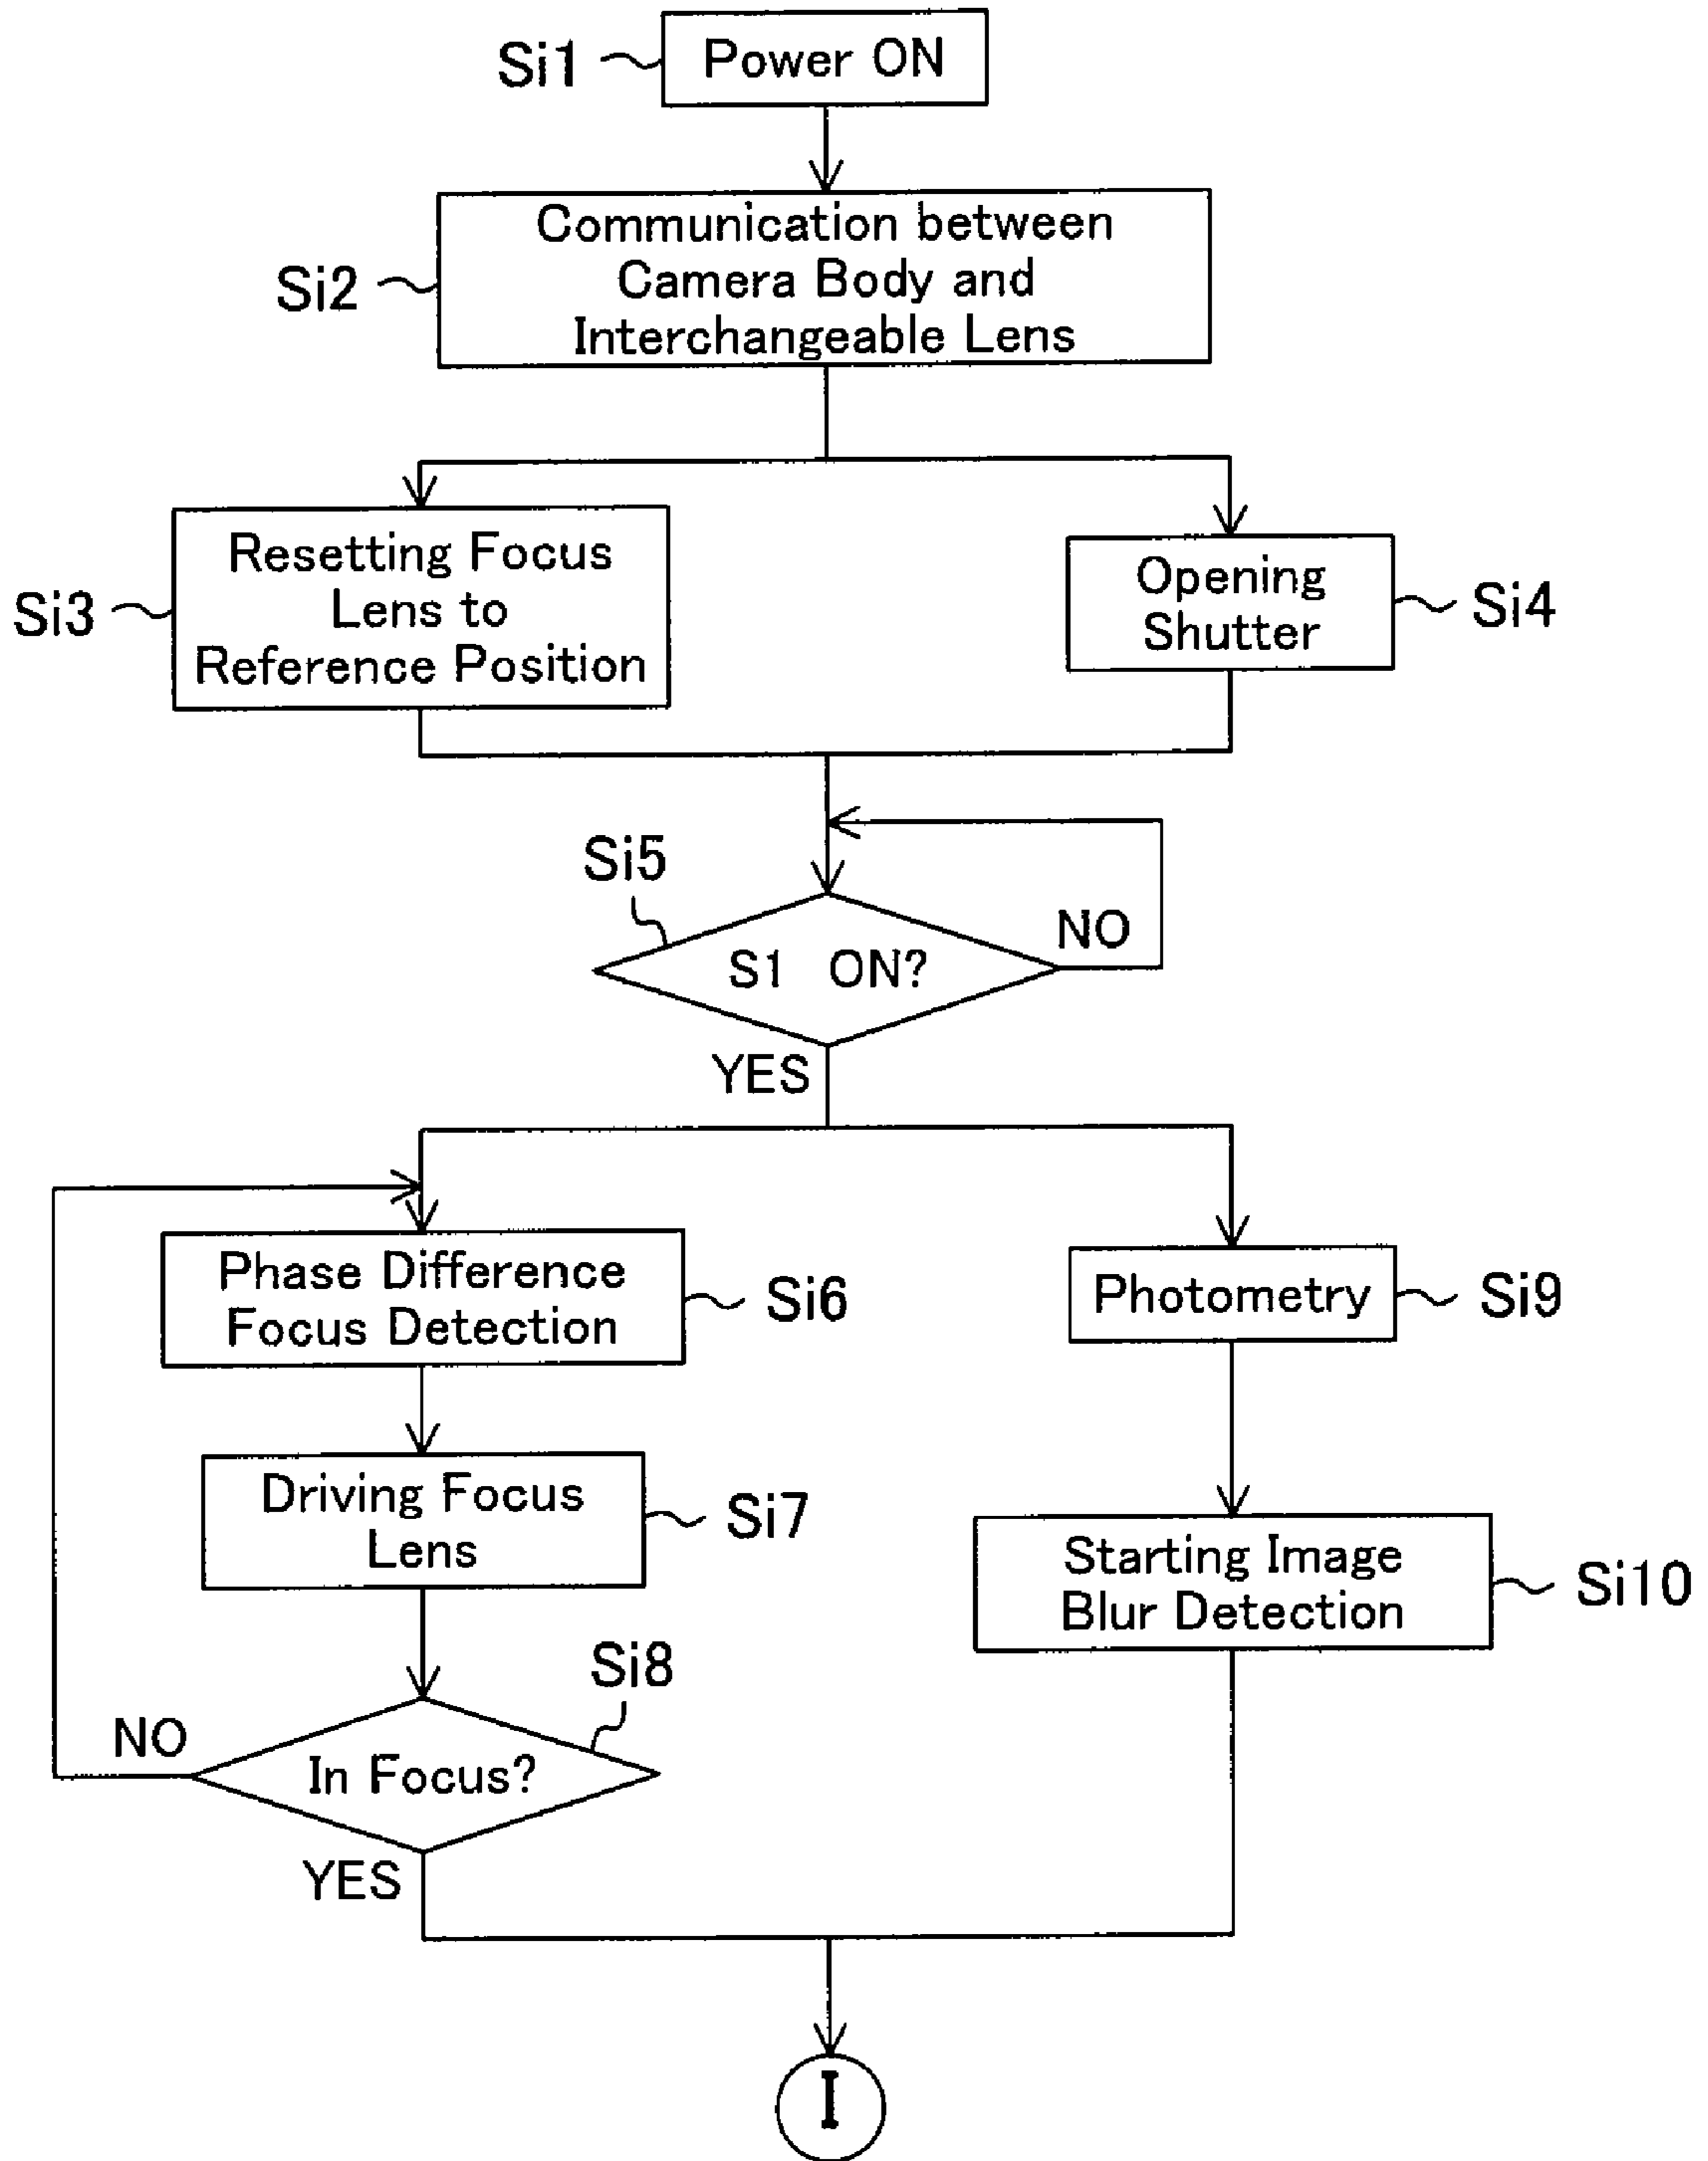 Si1
Power ON
Si2
Communication between
Camera Body and
Interchangeable Lens
Si3
Resetting Focus
Lens to
Reference Position
Opening
Shutter
Si4
Si5
S1 ON?
NO
YES
Phase Difference
Focus Detection
Si6
Photometry
Si9
Driving Focus
Lens
Si7
Starting Image
Blur Detection
Si10
Si8
NO
In Focus?
YES
I